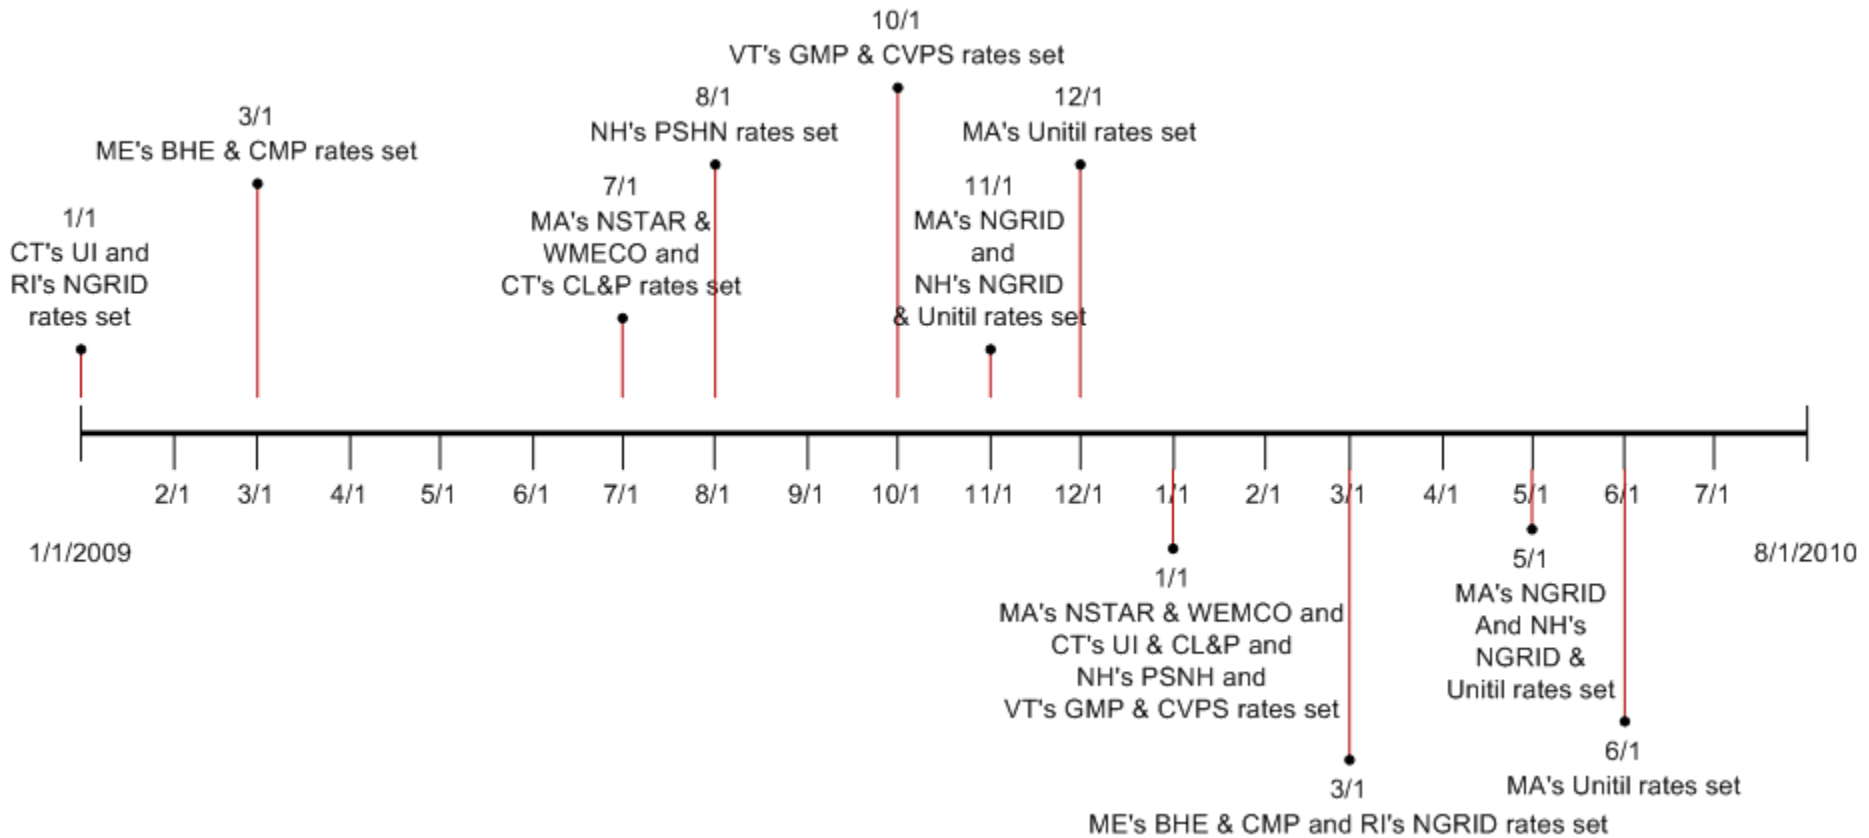 10/1
VT's GMP & CVPS rates set
8/1
NH's PSHN rates set
12/1
MA's Unitil rates set
3/1
ME's BHE & CMP rates set
7/1
MA's NSTAR &
WMECO and
CT's CL&P rates set
11/1
MA's NGRID
and
NH's NGRID
& Unitil rates set
1/1
CT's UI and
RI's NGRID
rates set
2/1 3/1 4/1 5/1 6/1 7/1 8/1 9/1 10/1 11/1 12/1 1/1 2/1 3/1 4/1 5/1 6/1 7/1
1/1/2009
8/1/2010
1/1
MA's NSTAR & WEMCO and
CT's UI & CL&P and
NH's PSNH and
VT's GMP & CVPS rates set
5/1
MA's NGRID
And NH's
NGRID &
Unitil rates set
3/1
ME's BHE & CMP and RI's NGRID rates set
6/1
MA's Unitil rates set